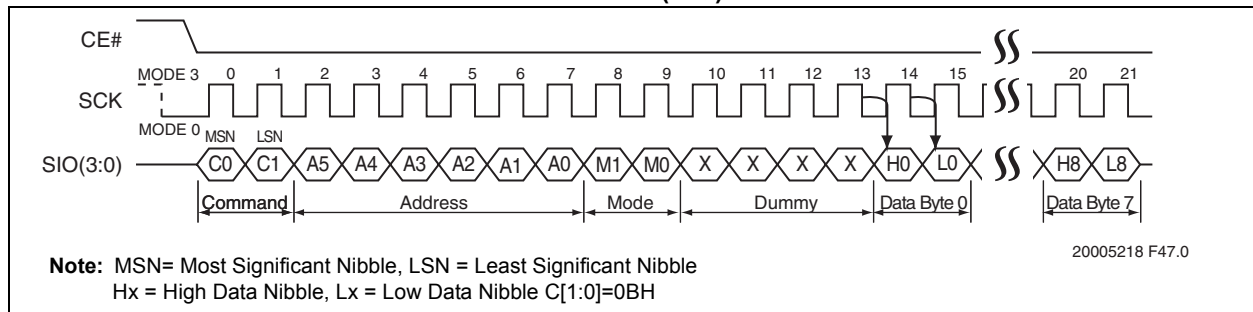 CE#
MODE 3 0 1 2 3 4 5 6 7 8 9 10 11 12 13 14 15 20 21
SCK
MODE 0
MSN LSN
SIO(3:0) C0 C1 A5 A4 A3 A2 A1 A0 M1 M0 X X X X H0 L0 H8 L8
Command Address Mode Dummy Data Byte 0 Data Byte 7
20005218 F47.0
Note: MSN= Most Significant Nibble, LSN = Least Significant Nibble
Hx = High Data Nibble, Lx = Low Data Nibble C[1:0]=0BH